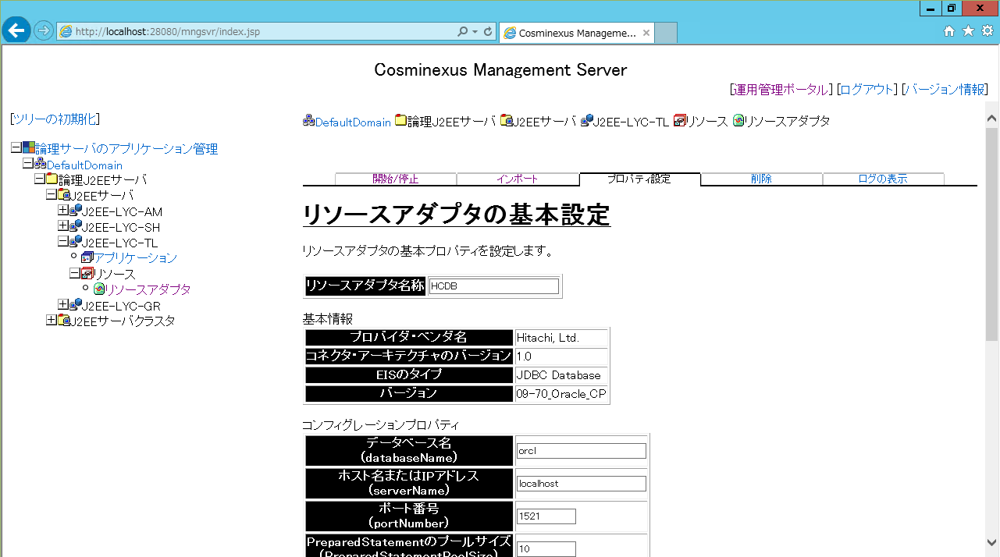 http://localhost:28080/mngsvr/index.jsp
Cosminexus Manageme...
Cosminexus Management Server
[運用管理ポータル] [ログアウト] [バージョン情報]
[ツリーの初期化]
論理サーバのアプリケーション管理
DefaultDomain
論理J2EEサーバ
J2EEサーバ
J2EE-LYC-AM
J2EE-LYC-SH
J2EE-LYC-TL
アプリケーション
リソース
リソースアダプタ
J2EE-LYC-GR
J2EEサーバクラスタ
DefaultDomain 論理J2EEサーバ J2EEサーバ J2EE-LYC-TL リソース リソースアダプタ
開始/停止 インポート プロパティ設定 削除 ログの表示
リソースアダプタの基本設定
リソースアダプタの基本プロパティを設定します。
リソースアダプタ名称 HCDB
基本情報
プロバイダ・ベンダ名 Hitachi, Ltd.
コネクタ・アーキテクチャのバージョン 1.0
EISのタイプ JDBC Database
バージョン 09-70_Oracle_CP
コンフィグレーションプロパティ
データベース名
(databaseName) orcl
ホスト名またはIPアドレス
(serverName) localhost
ポート番号
(portNumber) 1521
PreparedStatementのプールサイズ
(PreparedStatementPoolSize) 10